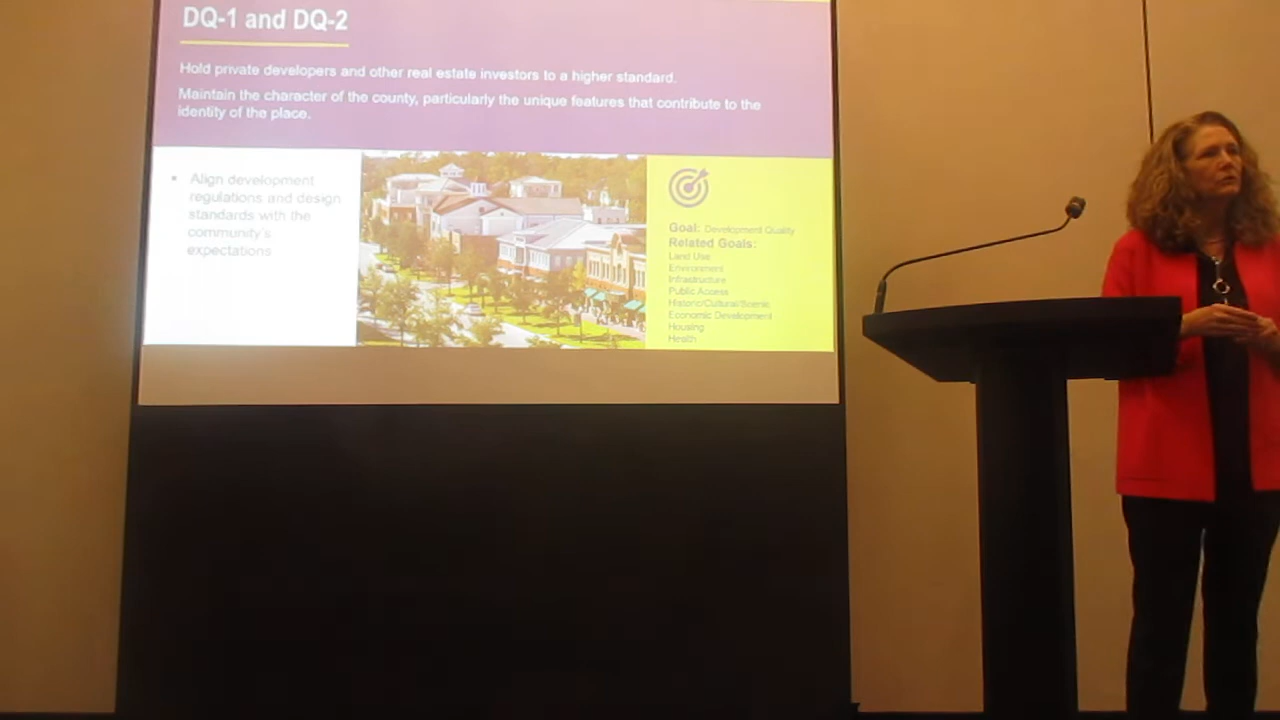 DQ-1 and DQ-2
Hold private developers and other real estate investors to a higher standard.
Maintain the character of the county, particularly the unique features that contribute to the
identity of the place.
▪ Align development
regulations and design
standards with the
community's
expectations
Goal: Development Quality
Related Goals:
Land Use
Environment
Infrastructure
Public Access
Historic/Cultural/Scenic
Economic Development
Housing
Health